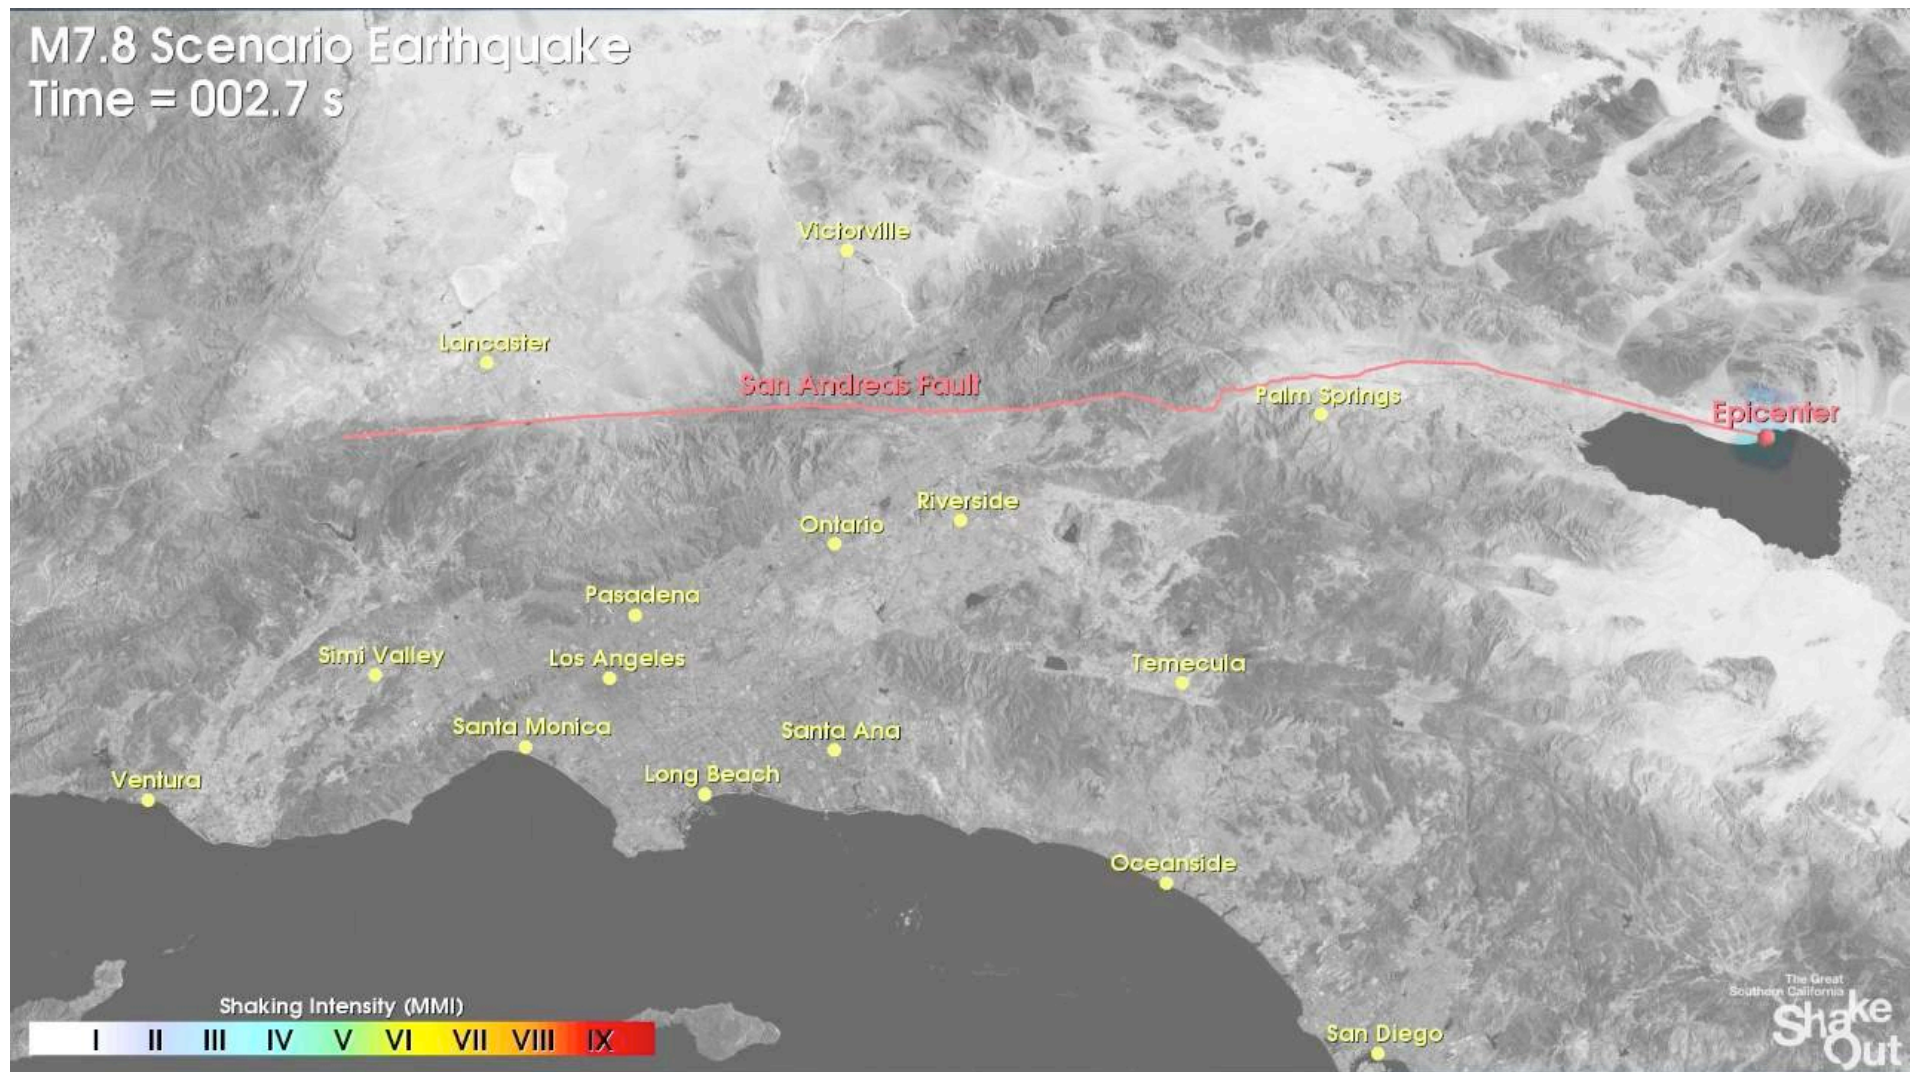 M7.8 Scenario Earthquake
Time = 002.7 s
Victorville
Lancaster
San Andreas Fault
Palm Springs
Epicenter
Riverside
Ontario
Pasadena
Simi Valley
Los Angeles
Temecula
Santa Monica
Santa Ana
Long Beach
Ventura
Oceanside
The Great
Southern California
Shake
Out
Shaking Intensity (MMI)
I II III IV V VI VII VIII IX
San Diego